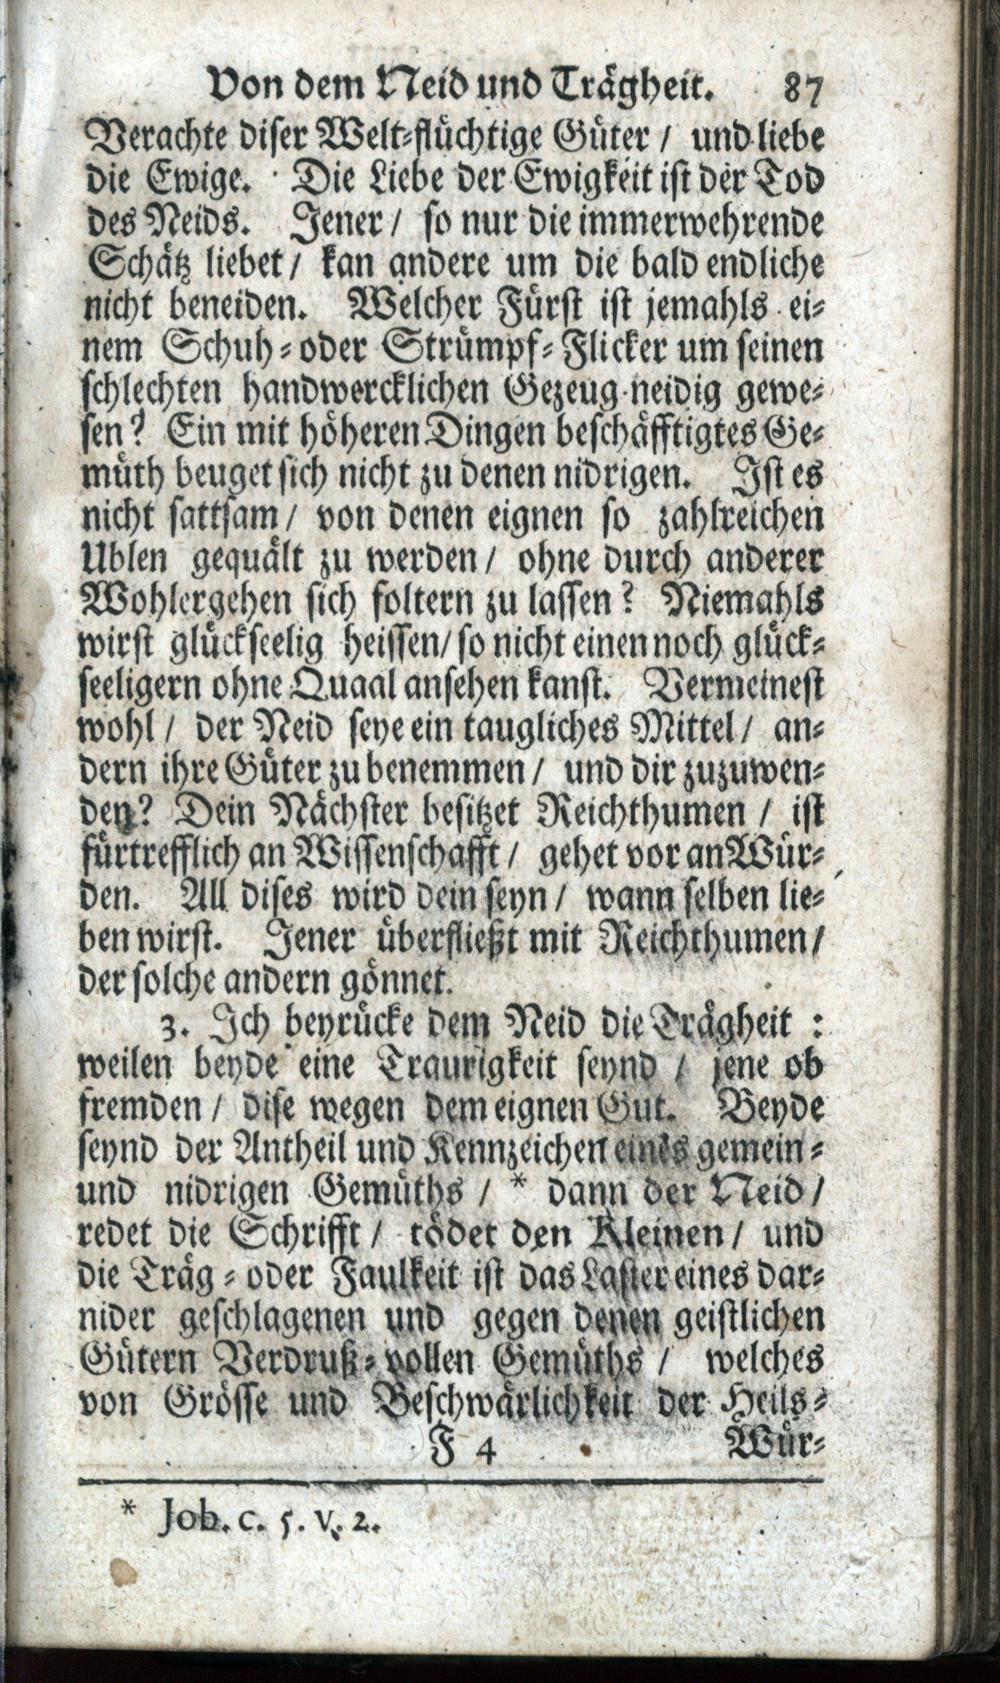 Von dem Neid und Trägheit. 87
Verachte diser Welt-flüchtige Güter / und liebe
die Ewige. Die Liebe der Ewigkeit ist der Tod
des Neids. Jener / so nur die immerwehrende
Schätz liebet / kan andere um die bald endliche
nicht beneiden. Welcher Fürst ist jemahls ei-
nem Schuh-oder Strümpf-Flicker um seinen
schlechten handwercklichen Gezeug neidig gewe-
sen? Ein mit höheren Dingen beschäfftigtes Ge-
müth beuget sich nicht zu denen nidrigen. Ist es
nicht sattsam / von denen eignen so zahlreichen
Ublen gequält zu werden / ohne durch anderer
Wohlergehen sich foltern zu lassen? Niemahls
wirst glückseelig heissen/ so nicht einen noch glück-
seeligern ohne Quaal ansehen kanst. Vermeinest
wohl / der Neid seye ein taugliches Mittel / an-
dern ihre Güter zu benemmen / und dir zuzuwen-
den? Dein Nächster besitzet Reichthumen / ist
fürtrefflich an Wissenschafft / gehet vor an Wür-
den. All dises wird dein seyn / wann selben lie-
ben wirst. Jener überfließt mit Reichthumen /
der solche andern gönnet.
3. Ich beyrücke dem Neid die Trägheit :
weilen beyde eine Traurigkeit seynd / jene ob
fremden / dise wegen dem eignen Gut. Beyde
seynd der Antheil und Kennzeichen eines gemein-
und nidrigen Gemüths / * dann der Neid /
redet die Schrifft / tödet den Kleinen / und
die Träg-oder Faulkeit ist das Laster eines dar-
nider geschlagenen und gegen denen geistlichen
Gütern Verdruß-vollen Gemüths / welches
von Grösse und Beschwärlichkeit der Heils-
F 4 Wür-
* Job. c. 5. v. 2.